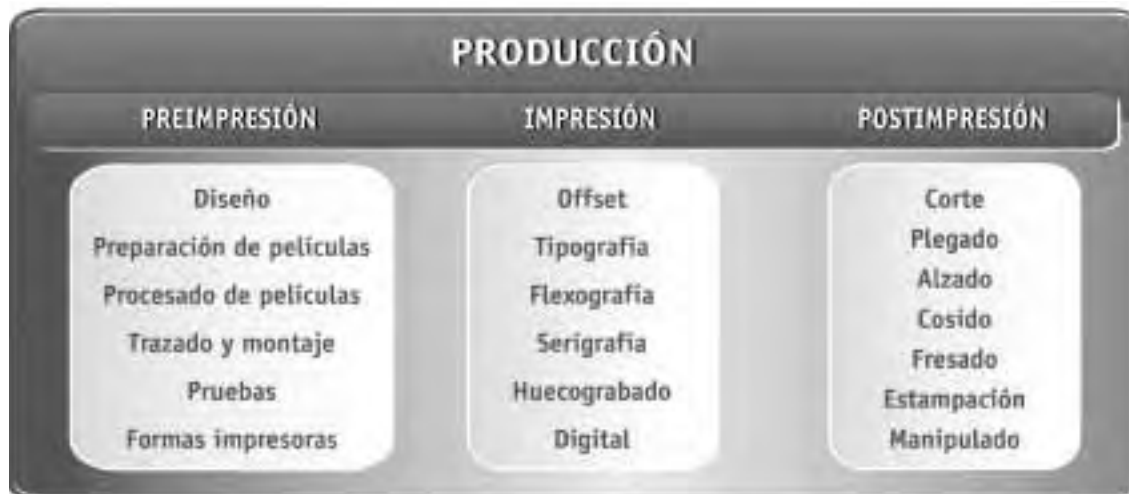 PRODUCCIÓN
PREIMPRESIÓN
IMPRESIÓN
POSTIMPRESIÓN
Diseño
Preparación de películas
Procesado de películas
Trazado y montaje
Pruebas
Formas impresoras
Offset
Tipografía
Flexografía
Serigrafía
Huecograbado
Digital
Corte
Plegado
Alzado
Cosido
Fresado
Estampación
Manipulado